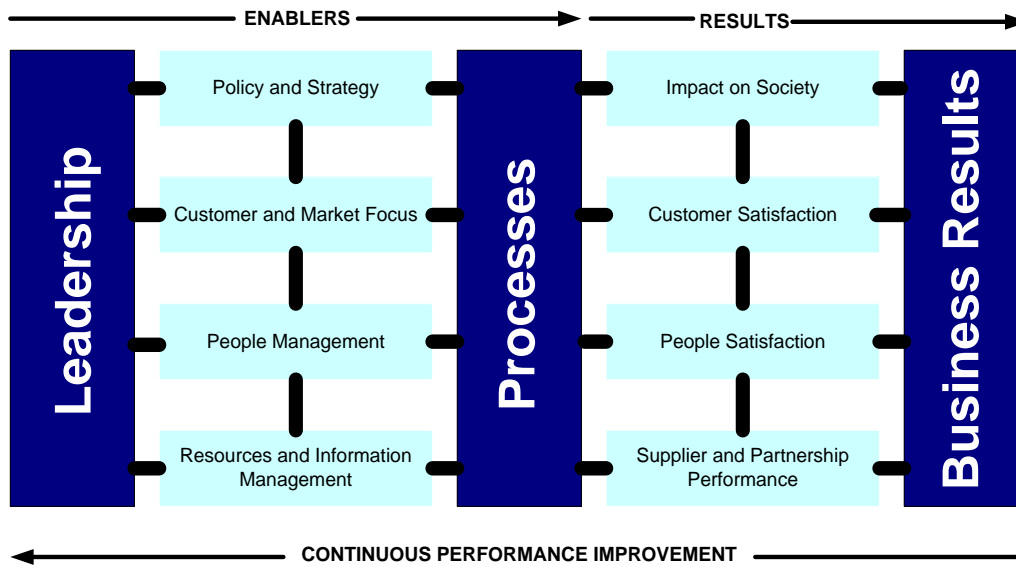 ENABLERS
RESULTS
Leadership
Policy and Strategy
Customer and Market Focus
People Management
Resources and Information
Management
Processes
Impact on Society
Customer Satisfaction
People Satisfaction
Supplier and Partnership
Performance
Business Results
CONTINUOUS PERFORMANCE IMPROVEMENT